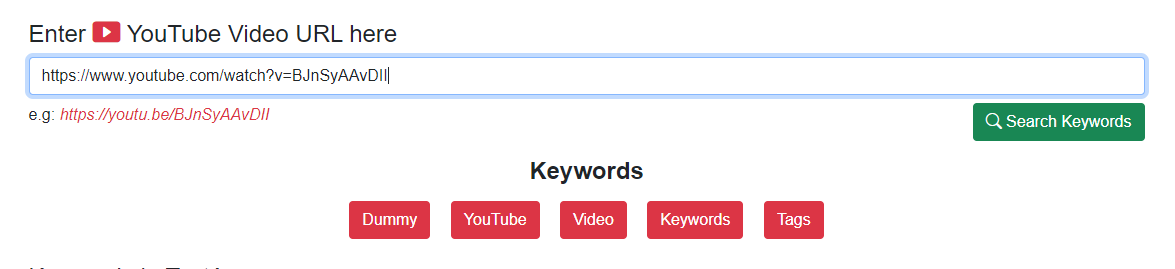 Enter YouTube Video URL here
https://www.youtube.com/watch?v=BJnSyAAvDII
e.g: https://youtu.be/BJnSyAAvDII
Search Keywords
Keywords
Dummy YouTube Video Keywords Tags